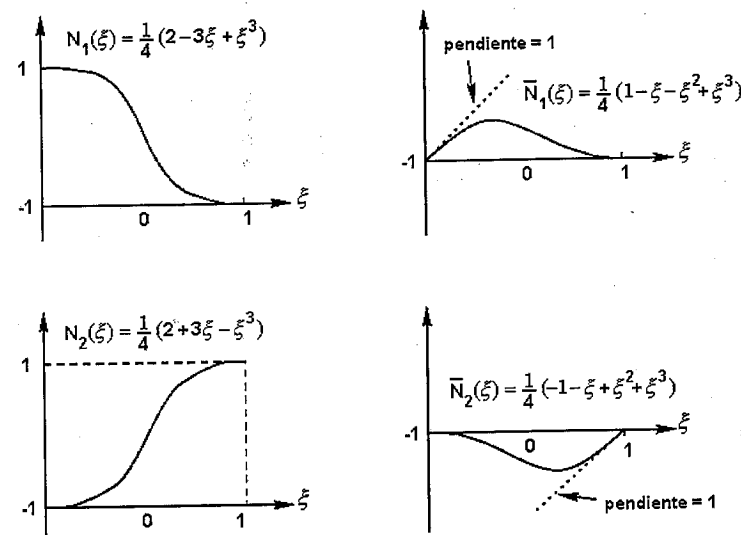 N₁(ξ) = 1/4 (2−3ξ + ξ³)
1
-1
0
1
ξ
pendiente = 1
N̅₁(ξ) = 1/4 (1−ξ−ξ²+ξ³)
-1
0
1
ξ
N₂(ξ) = 1/4 (2+3ξ−ξ³)
1
-1
0
1
ξ
N̅₂(ξ) = 1/4 (−1−ξ+ξ²+ξ³)
-1
0
1
ξ
pendiente = 1